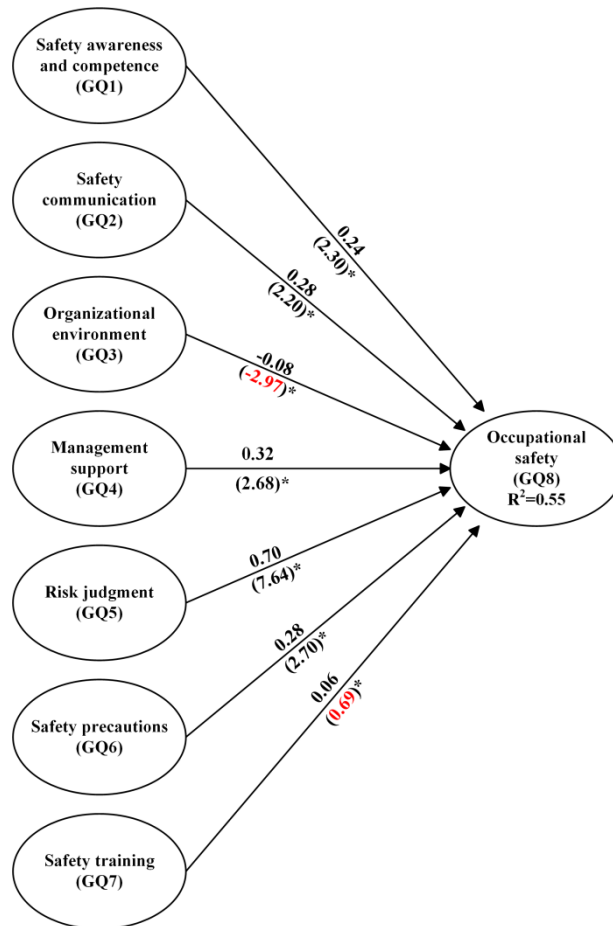 Safety awareness
and competence
(GQ1)
0.24
(2.30)*
Safety
communication
(GQ2)
0.28
(2.20)*
Organizational
environment
(GQ3)
-0.08
(-2.97)*
Management
support
(GQ4)
0.32
(2.68)*
Occupational
safety
(GQ8)
R²=0.55
Risk judgment
(GQ5)
0.70
(7.64)*
Safety precautions
(GQ6)
0.28
(2.70)*
Safety training
(GQ7)
0.06
(0.69)*